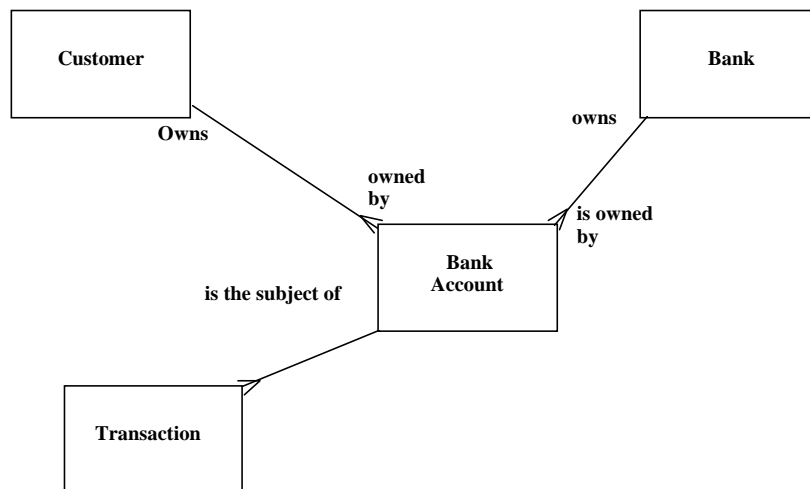 Customer
Bank
Owns
owns
owned
by
is owned
by
Bank
Account
is the subject of
Transaction